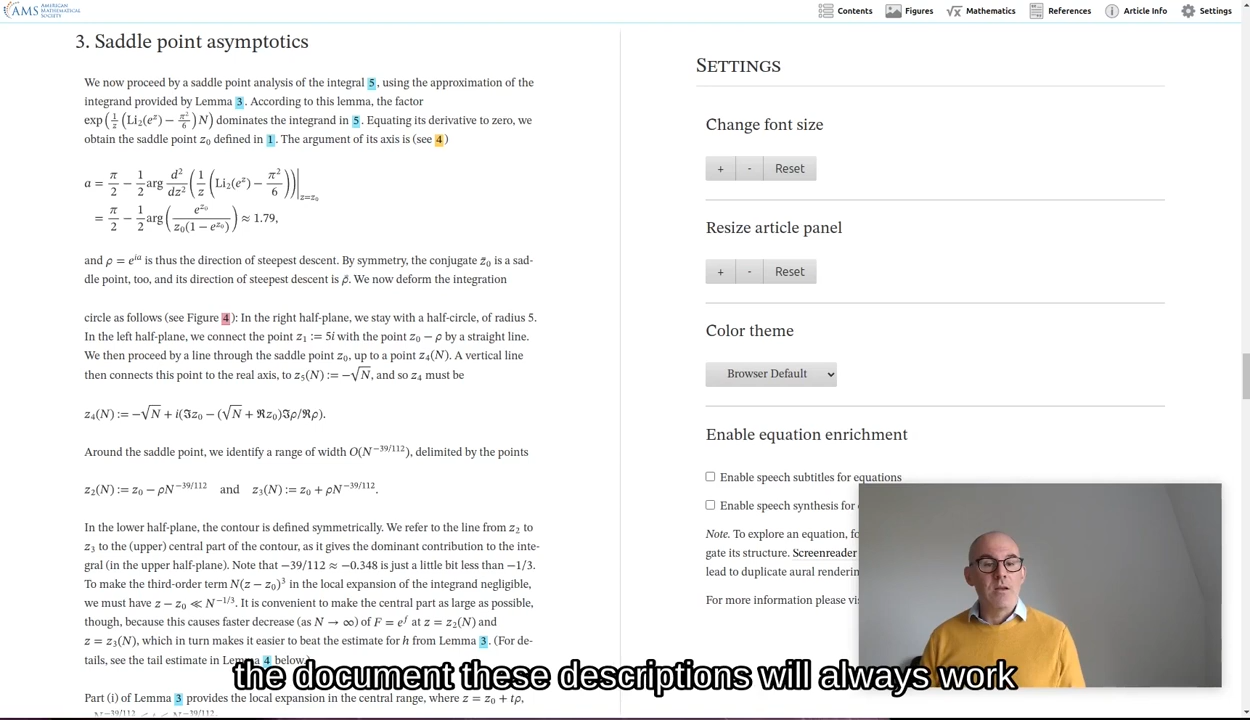 AMS AMERICAN MATHEMATICAL SOCIETY
Contents Figures Mathematics References Article Info Settings
3. Saddle point asymptotics
We now proceed by a saddle point analysis of the integral 5, using the approximation of the
integrand provided by Lemma 3. According to this lemma, the factor
exp(1/z (Li₂(e^z) − π²/6)N) dominates the integrand in 5. Equating its derivative to zero, we
obtain the saddle point z₀ defined in 1. The argument of its axis is (see 4)
a = π/2 − 1/2 arg d²/dz² (1/z (Li₂(e^z) − π²/6))|_{z=z₀}
= π/2 − 1/2 arg(e^{z₀}/(z₀(1 − e^{z₀}))) ≈ 1.79,
and ρ = e^{ia} is thus the direction of steepest descent. By symmetry, the conjugate z̄₀ is a sad-
dle point, too, and its direction of steepest descent is ρ̄. We now deform the integration
circle as follows (see Figure 4): In the right half-plane, we stay with a half-circle, of radius 5.
In the left half-plane, we connect the point z₁ := 5i with the point z₀ − ρ by a straight line.
We then proceed by a line through the saddle point z₀, up to a point z₄(N). A vertical line
then connects this point to the real axis, to z₅(N) := −√N, and so z₄ must be
z₄(N) := −√N + i(ℑz₀ − (√N + ℜz₀)ℑρ/ℜρ).
Around the saddle point, we identify a range of width O(N^{−39/112}), delimited by the points
z₂(N) := z₀ − ρN^{−39/112} and z₃(N) := z₀ + ρN^{−39/112}.
In the lower half-plane, the contour is defined symmetrically. We refer to the line from z₂ to
z₃ to the (upper) central part of the contour, as it gives the dominant contribution to the inte-
gral (in the upper half-plane). Note that −39/112 ≈ −0.348 is just a little bit less than −1/3.
To make the third-order term N(z − z₀)³ in the local expansion of the integrand negligible,
we must have z − z₀ ≪ N^{−1/3}. It is convenient to make the central part as large as possible,
though, because this causes faster decrease (as N → ∞) of F = e^f at z = z₂(N) and
z = z₃(N), which in turn makes it easier to beat the estimate for h from Lemma 3. (For de-
tails, see the tail estimate in Lemma 4 below.)
Part (i) of Lemma 3 provides the local expansion in the central range, where z = z₀ + tρ,
SETTINGS
Change font size
+ - Reset
Resize article panel
+ - Reset
Color theme
Browser Default
Enable equation enrichment
Enable speech subtitles for equations
Enable speech synthesis for
Note. To explore an equation, fo
gate its structure. Screenreader
lead to duplicate aural renderin
For more information please vis
the document these descriptions will always work